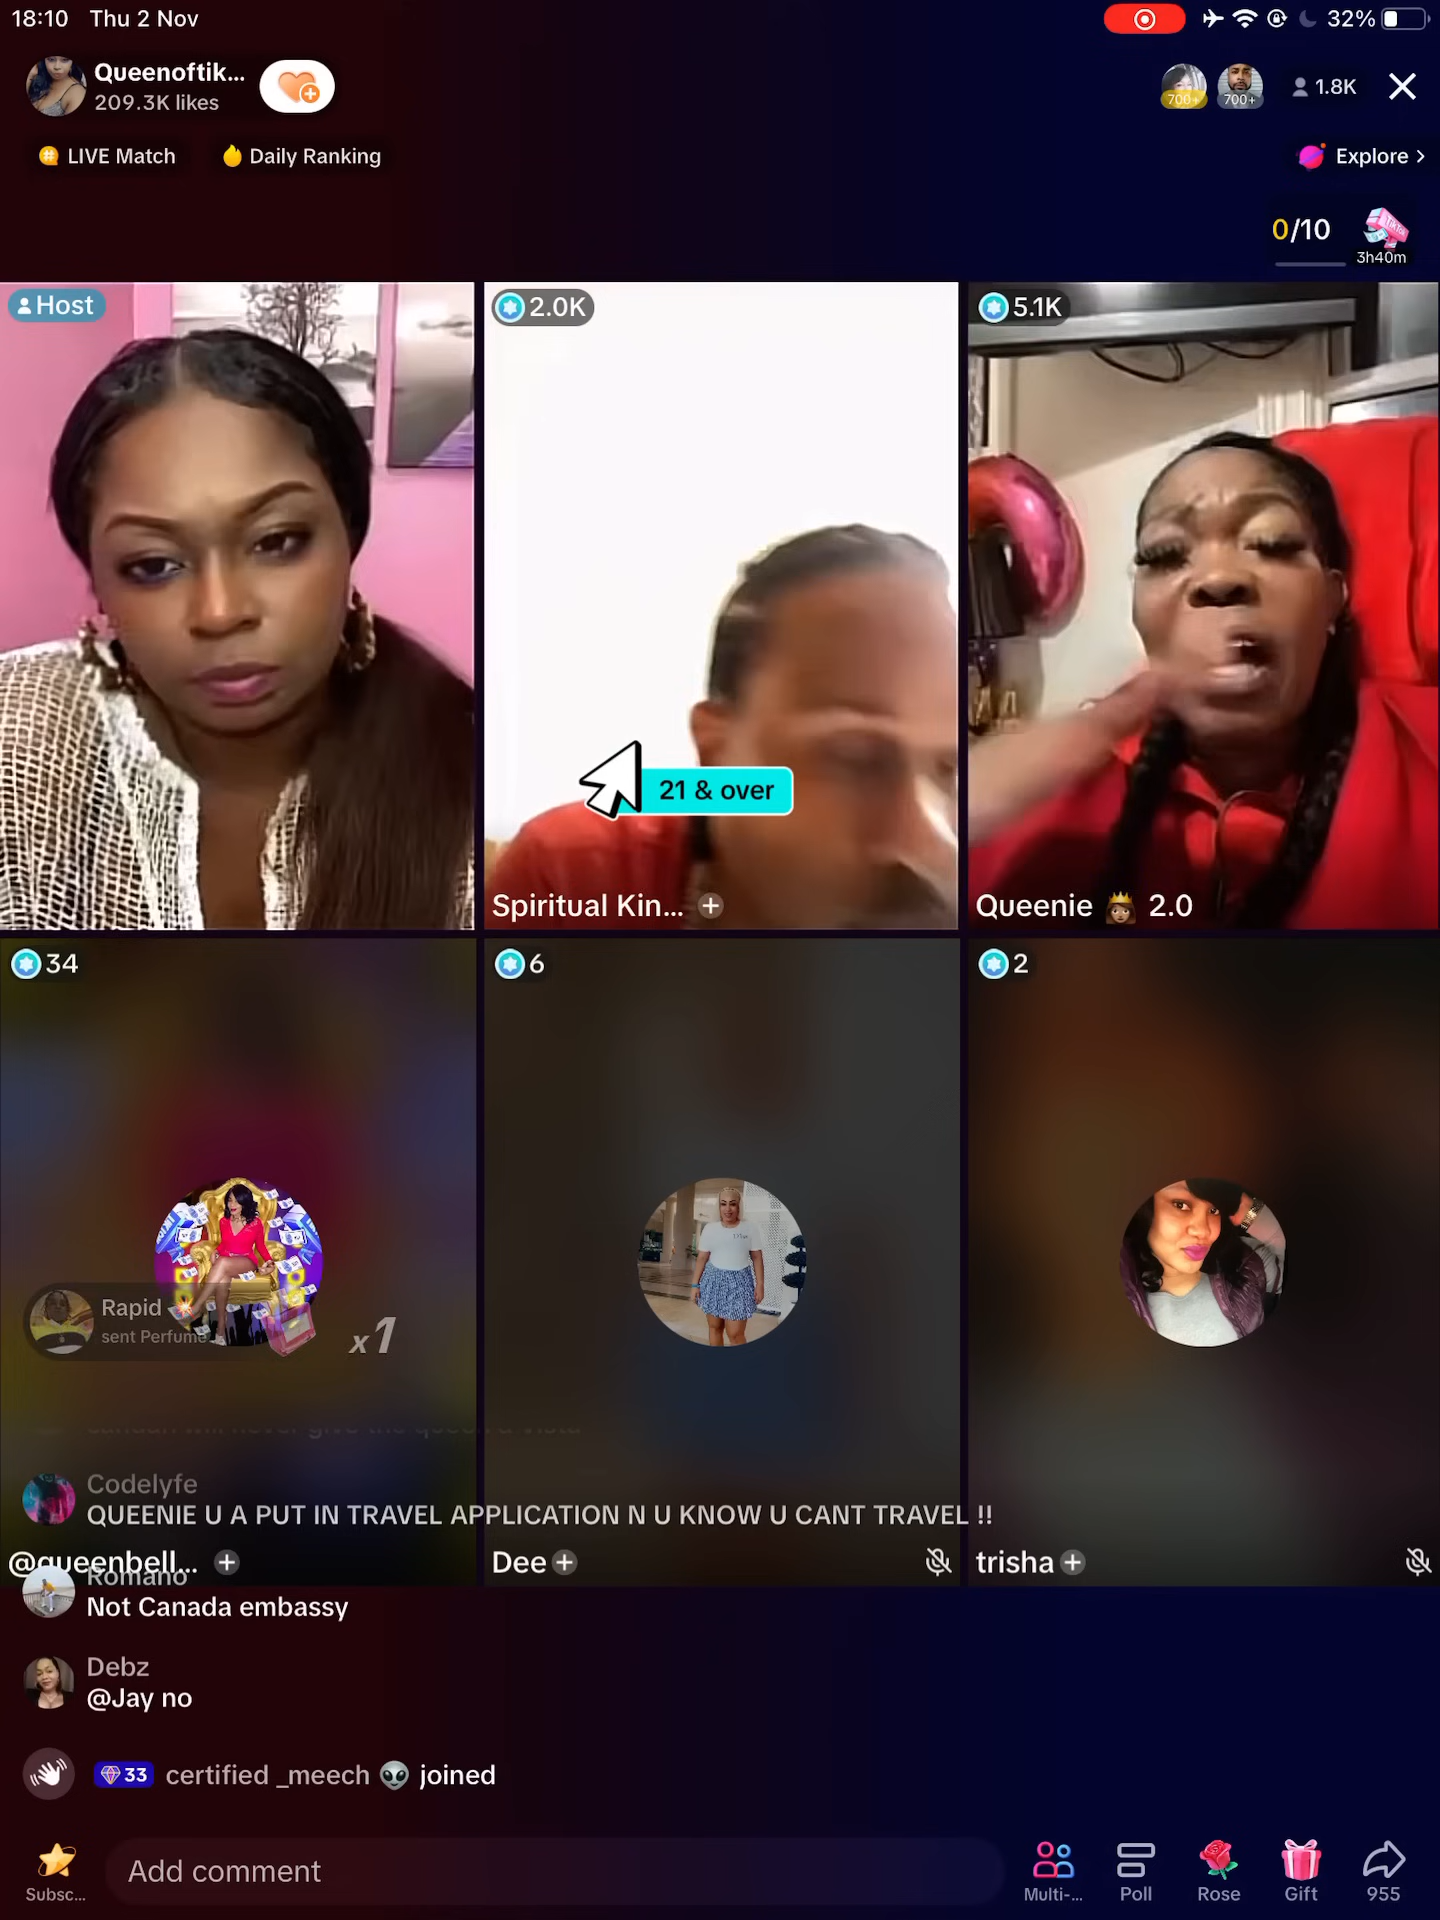 18:10 Thu 2 Nov
32%
Queenoftik...
209.3K likes
700+
700+
1.8K
LIVE Match
Daily Ranking
Explore >
0/10
3h40m
Host
2.0K
5.1K
21 & over
Spiritual Kin...
Queenie 2.0
34
6
2
Rapid
sent Perfume
x1
Codelyfe
QUEENIE U A PUT IN TRAVEL APPLICATION N U KNOW U CANT TRAVEL !!
@queenbell...
Dee
trisha
Romano
Not Canada embassy
Debz
@Jay no
33 certified _meech 👽 joined
Add comment
Subsc...
Multi-...
Poll
Rose
Gift
955